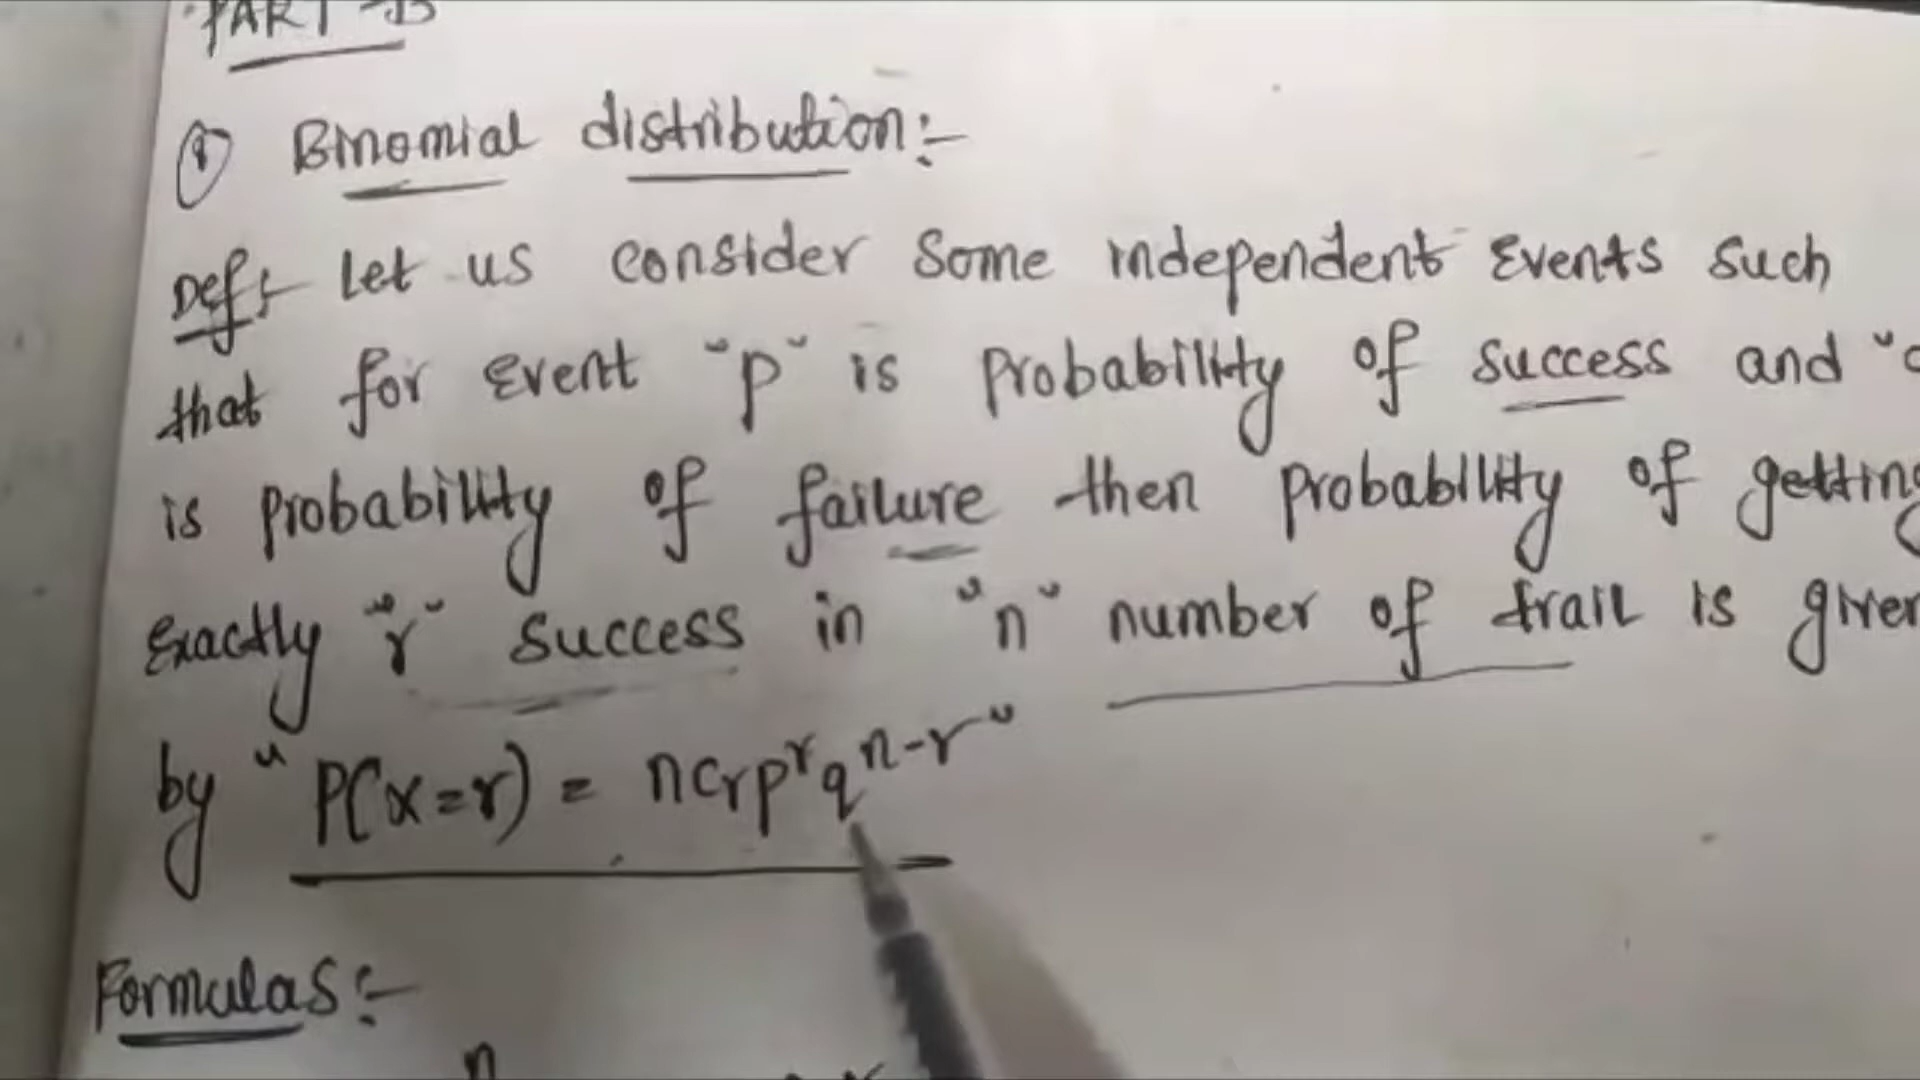 PART-B
① Binomial distribution:-
Def:- Let us consider some independent events such
that for event "p" is probability of success and "q
is probability of failure then probability of getting
Exactly "r" success in "n" number of trail is given
by "P(x=r) = ncrp^r q^n-r"
Formulas:-
n